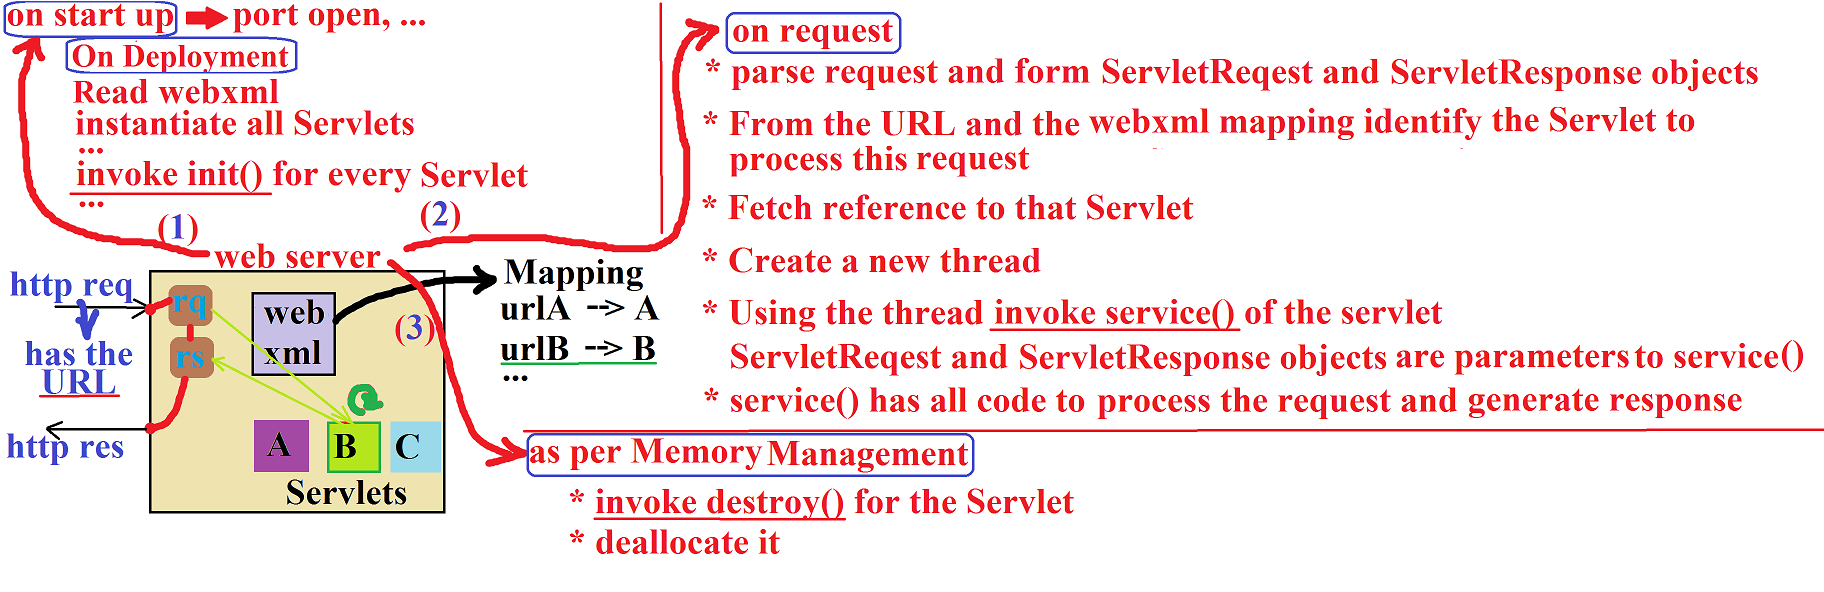 on start up port open, ...
On Deployment
Read webxml
instantiate all Servlets
...
invoke init() for every Servlet
...
(1)
(2)
web server
on request
* parse request and form ServletReqest and ServletResponse objects
* From the URL and the webxml mapping identify the Servlet to
process this request
* Fetch reference to that Servlet
* Create a new thread
* Using the thread invoke service() of the servlet
ServletReqest and ServletResponse objects are parameters to service()
* service() has all code to process the request and generate response
http req
has the
URL
http res
rq
rs
web
xml
(3)
Mapping
urlA --> A
urlB --> B
...
A B C
Servlets
as per Memory Management
* invoke destroy() for the Servlet
* deallocate it